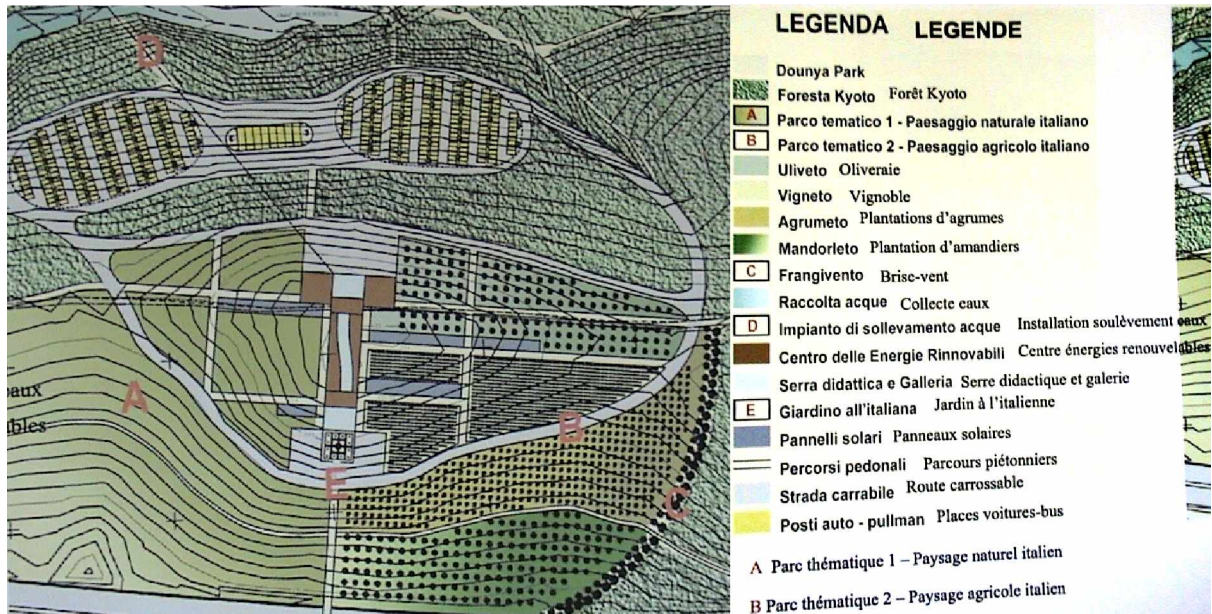 D
A
B
E
C
eaux
bles
LEGENDA LEGENDE
Dounya Park
Foresta Kyoto Forêt Kyoto
A Parco tematico 1 - Paesaggio naturale italiano
B Parco tematico 2 - Paesaggio agricolo italiano
Uliveto Oliveraie
Vigneto Vignoble
Agrumeto Plantations d'agrumes
Mandorleto Plantation d'amandiers
C Frangivento Brise-vent
Raccolta acque Collecte eaux
D Impianto di sollevamento acque Installation soulèvement eaux
Centro delle Energie Rinnovabili Centre énergies renouvelables
Serra didattica e Galleria Serre didactique et galerie
E Giardino all'italiana Jardin à l'italienne
Pannelli solari Panneaux solaires
Percorsi pedonali Parcours piétonniers
Strada carrabile Route carrossable
Posti auto - pullman Places voitures-bus
A Parc thématique 1 – Paysage naturel italien
B Parc thématique 2 – Paysage agricole italien